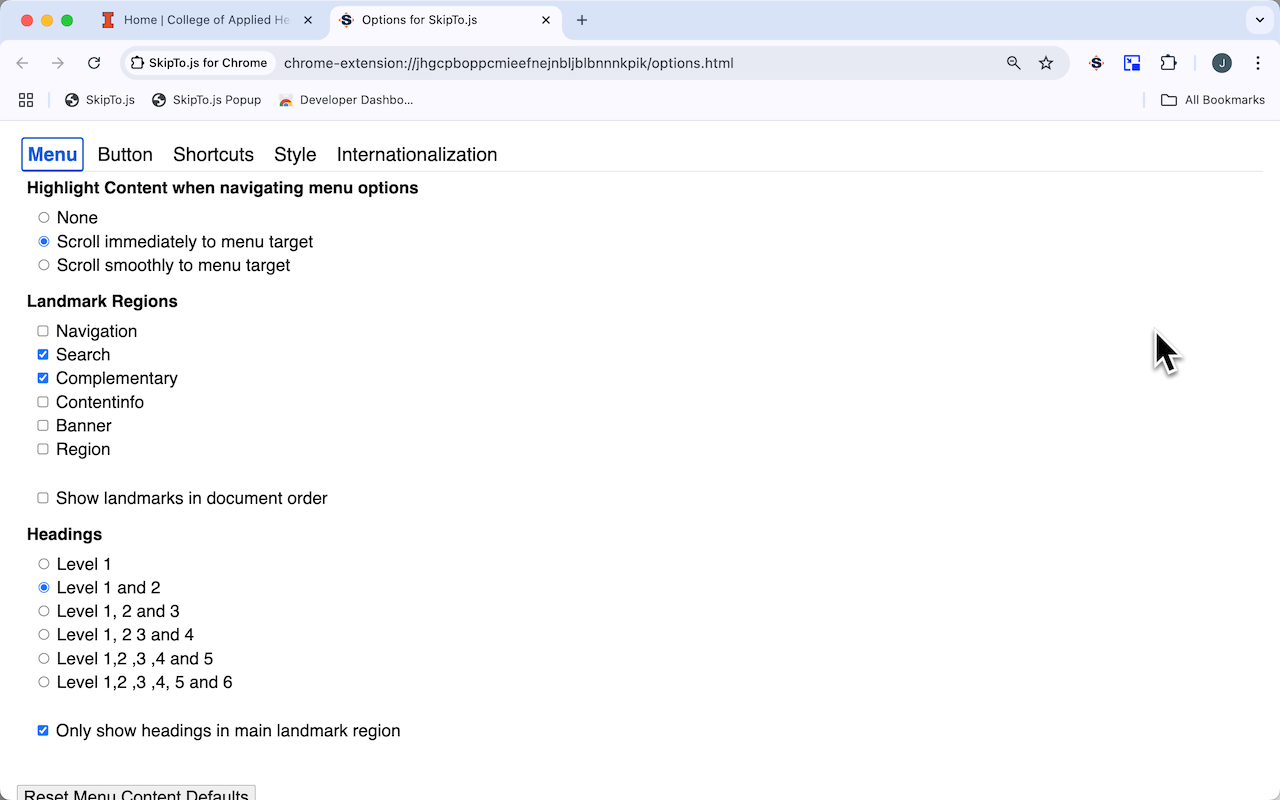 Home | College of Applied He
Options for SkipTo.js
SkipTo.js for Chrome
chrome-extension://jhgcpboppcmieefnejnbljblbnnnkpik/options.html
J
SkipTo.js
SkipTo.js Popup
Developer Dashbo...
All Bookmarks
Menu
Button
Shortcuts
Style
Internationalization
Highlight Content when navigating menu options
None
Scroll immediately to menu target
Scroll smoothly to menu target
Landmark Regions
Navigation
Search
Complementary
Contentinfo
Banner
Region
Show landmarks in document order
Headings
Level 1
Level 1 and 2
Level 1, 2 and 3
Level 1, 2 3 and 4
Level 1,2 ,3 ,4 and 5
Level 1,2 ,3 ,4, 5 and 6
Only show headings in main landmark region
Reset Menu Content Defaults